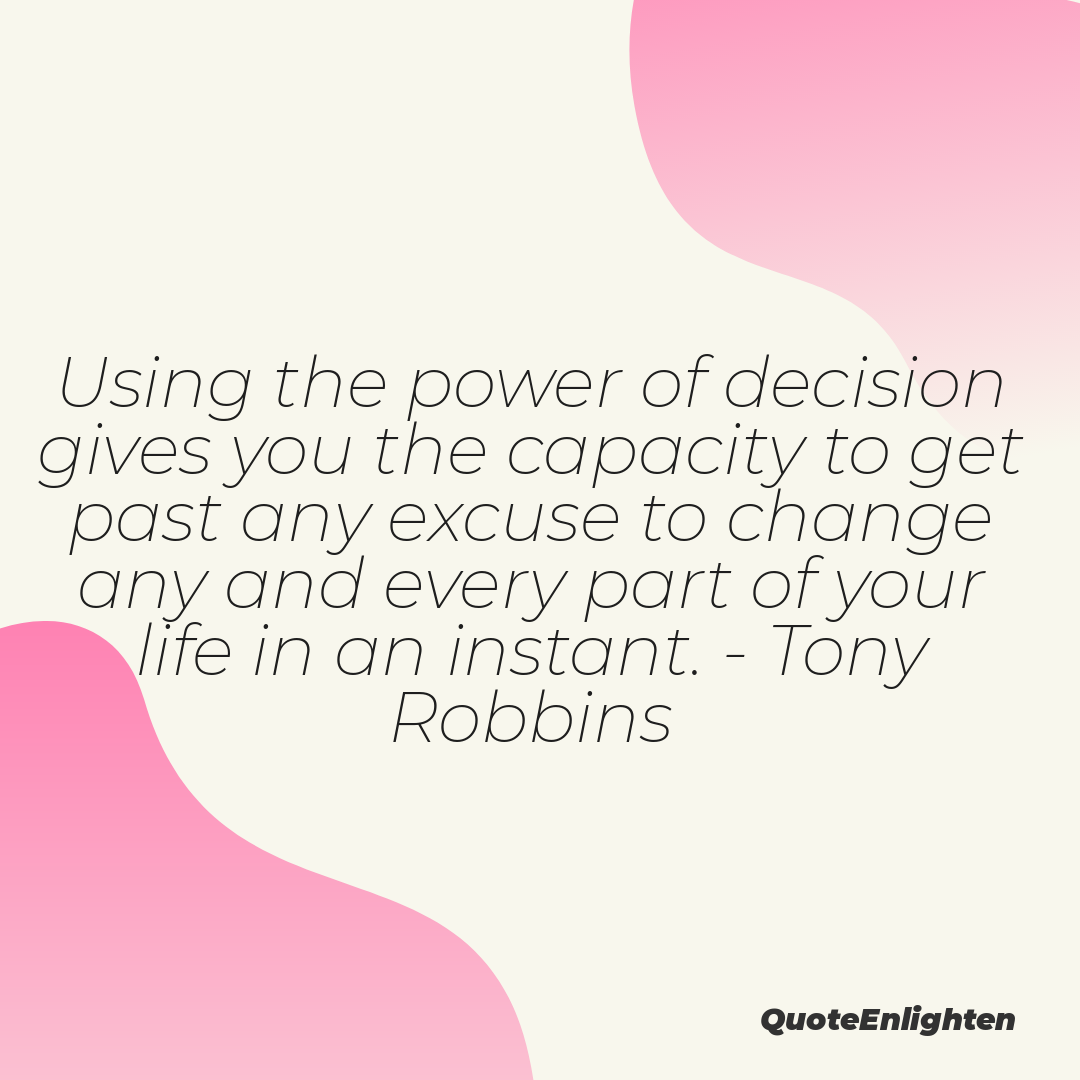 Using the power of decision
gives you the capacity to get
past any excuse to change
any and every part of your
life in an instant. - Tony
Robbins
QuoteEnlighten